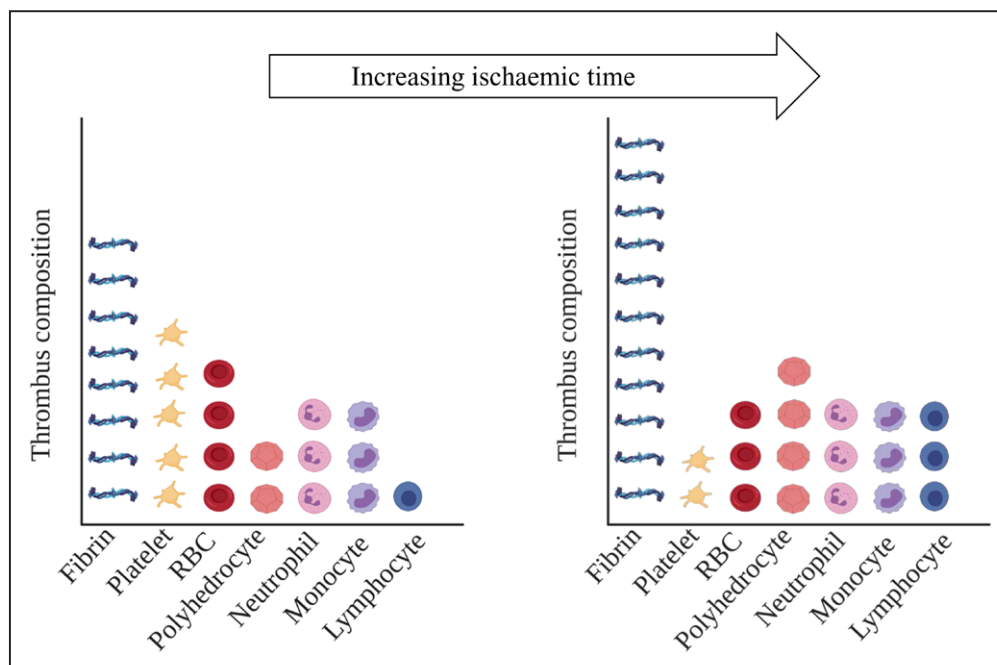 Increasing ischaemic time
Thrombus composition
Fibrin
Platelet
RBC
Polyhedrocyte
Neutrophil
Monocyte
Lymphocyte
Thrombus composition
Fibrin
Platelet
RBC
Polyhedrocyte
Neutrophil
Monocyte
Lymphocyte